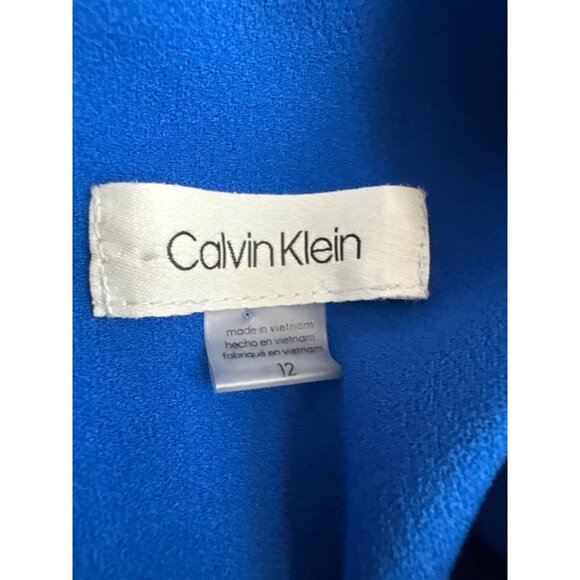 Calvin Klein
made in vietnam
hecho en vietnam
fabriqué en vietnam
12